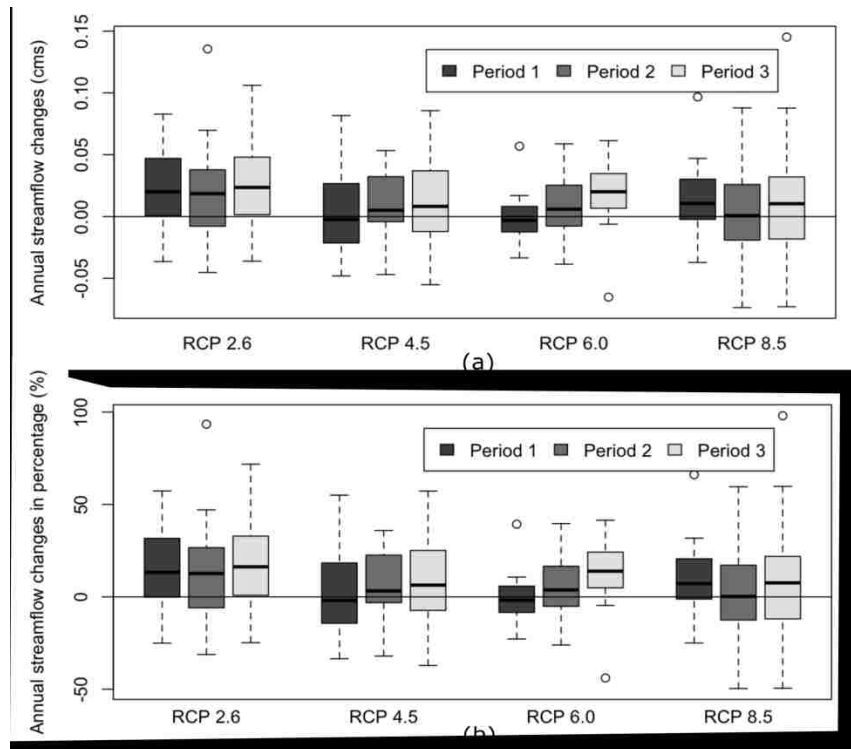 Annual streamflow changes (cms)
0.15
0.10
0.05
0.00
-0.05
Period 1 Period 2 Period 3
RCP 2.6 RCP 4.5 RCP 6.0 RCP 8.5
(a)
Annual streamflow changes in percentage (%)
100
50
0
-50
Period 1 Period 2 Period 3
RCP 2.6 RCP 4.5 RCP 6.0 RCP 8.5
(b)